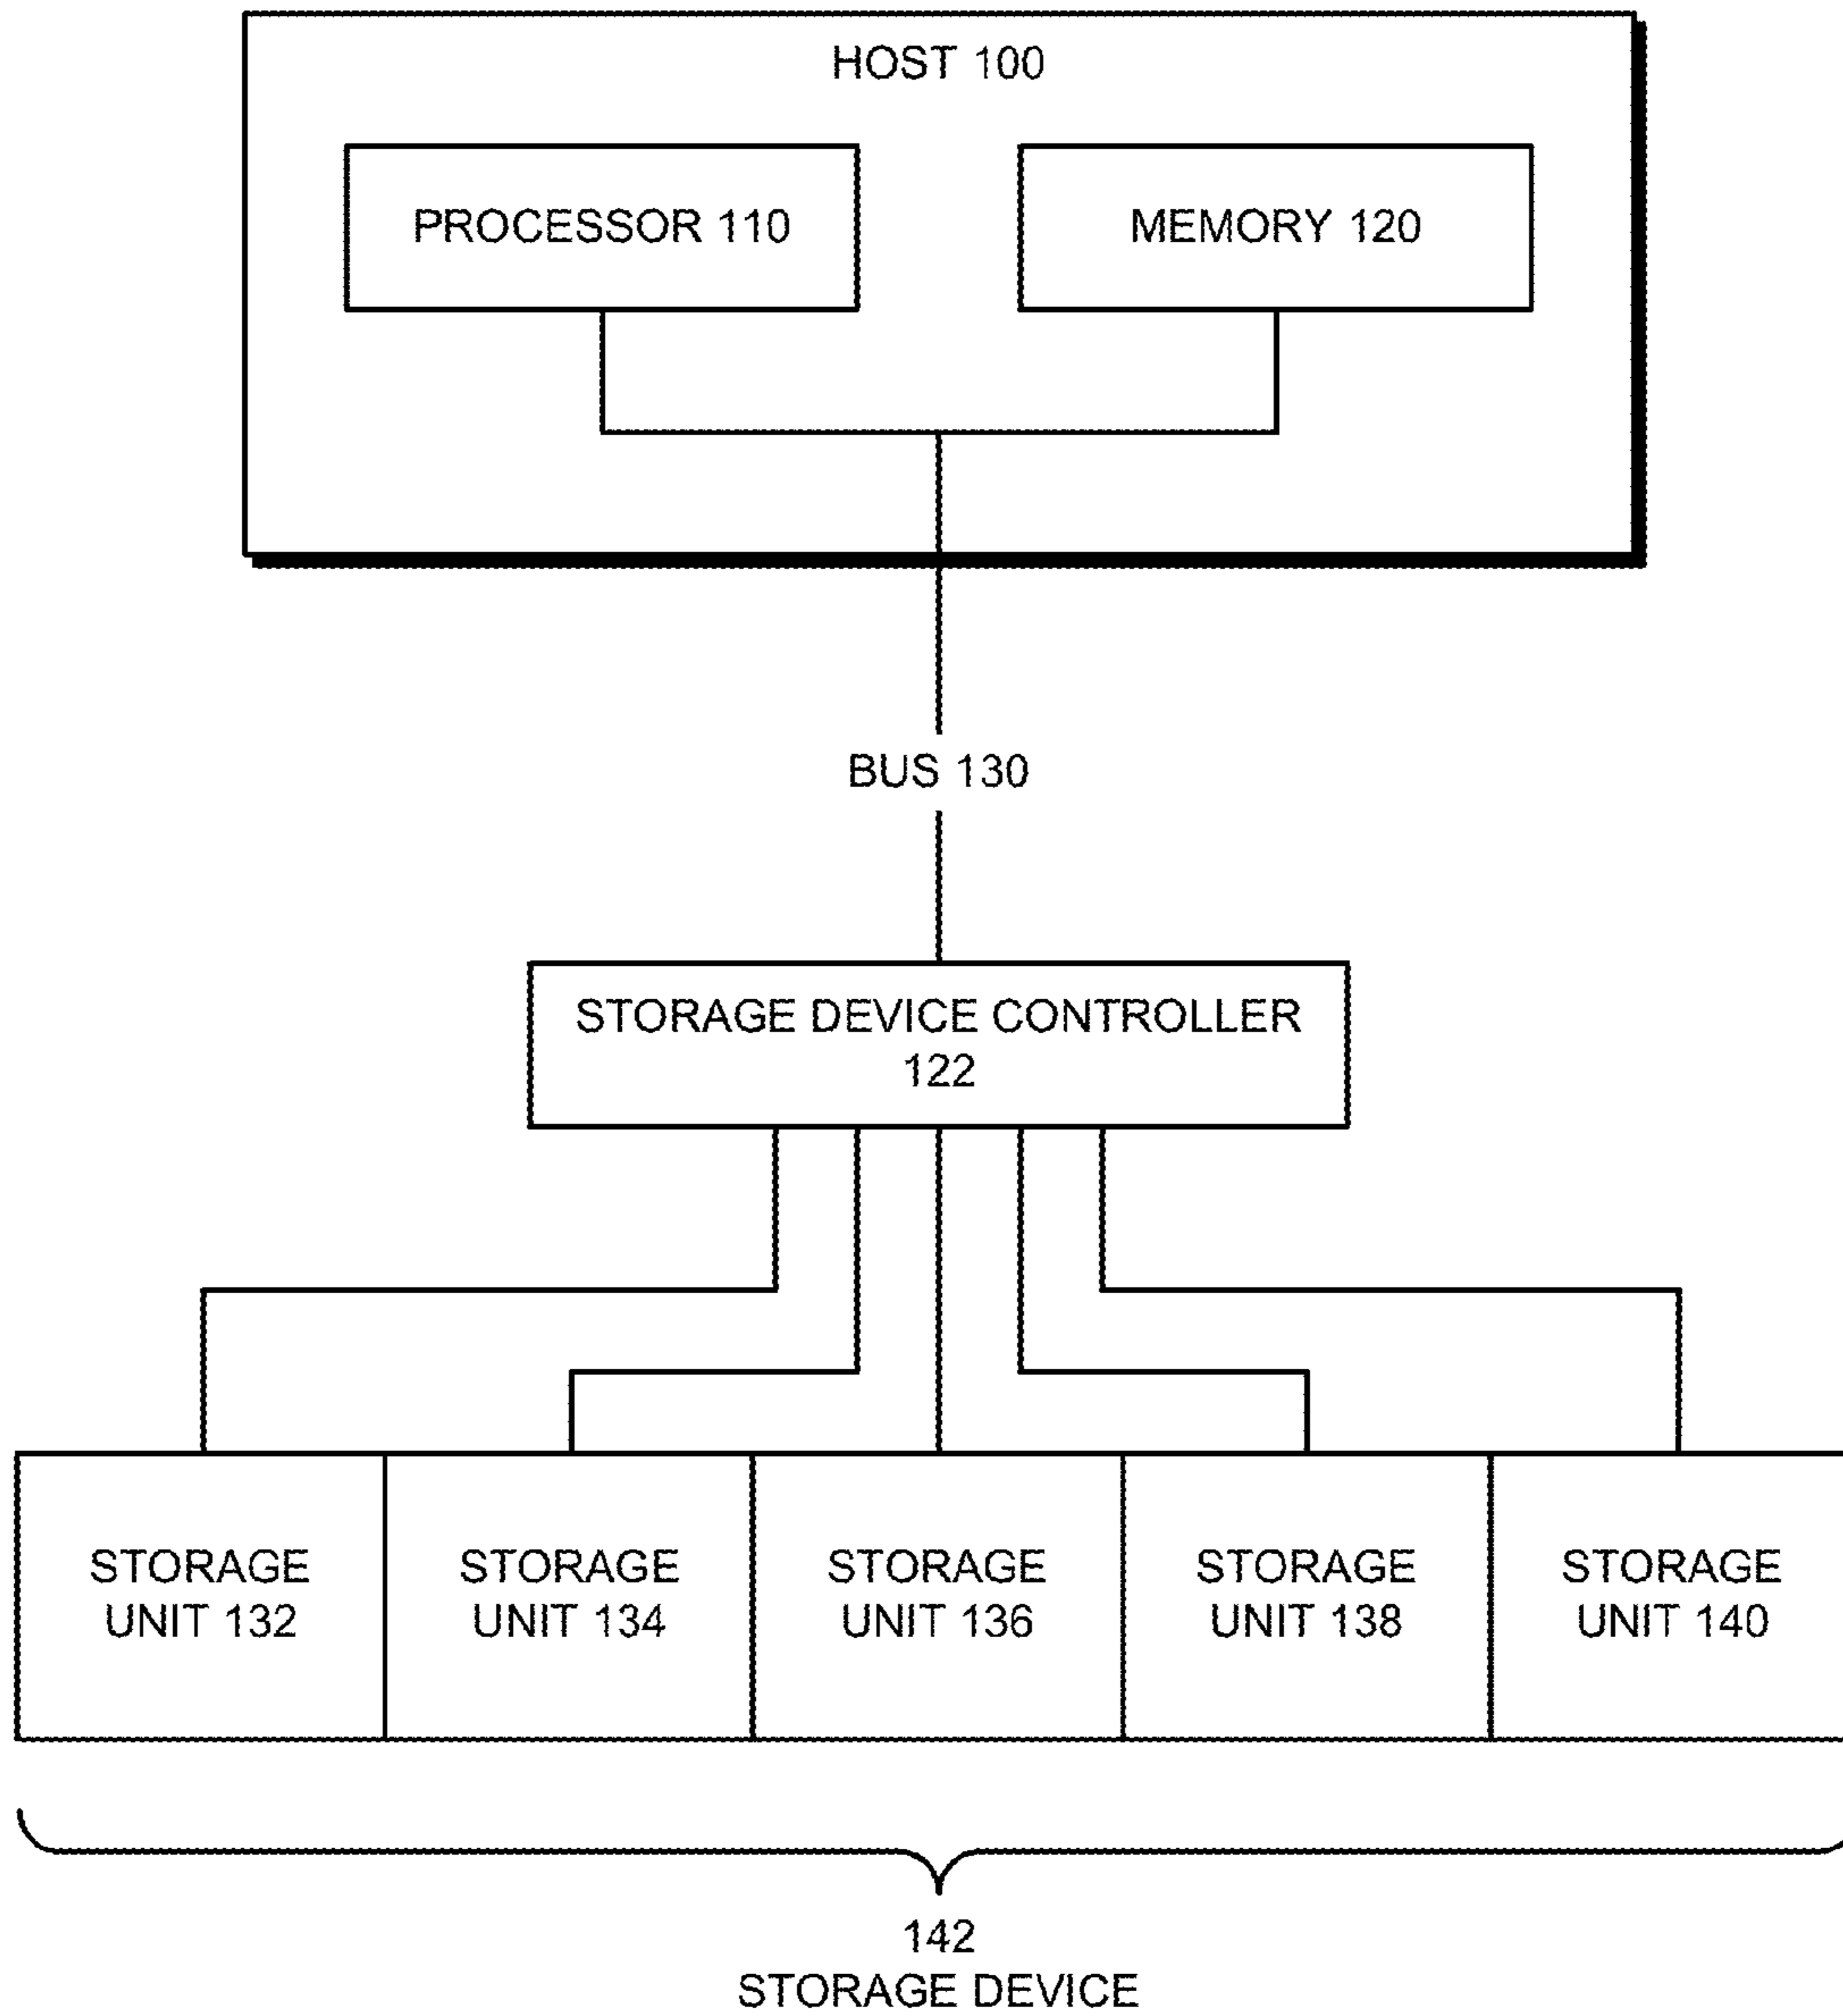 HOST 100
PROCESSOR 110
MEMORY 120
BUS 130
STORAGE DEVICE CONTROLLER
122
STORAGE
UNIT 132
STORAGE
UNIT 134
STORAGE
UNIT 136
STORAGE
UNIT 138
STORAGE
UNIT 140
142
STORAGE DEVICE